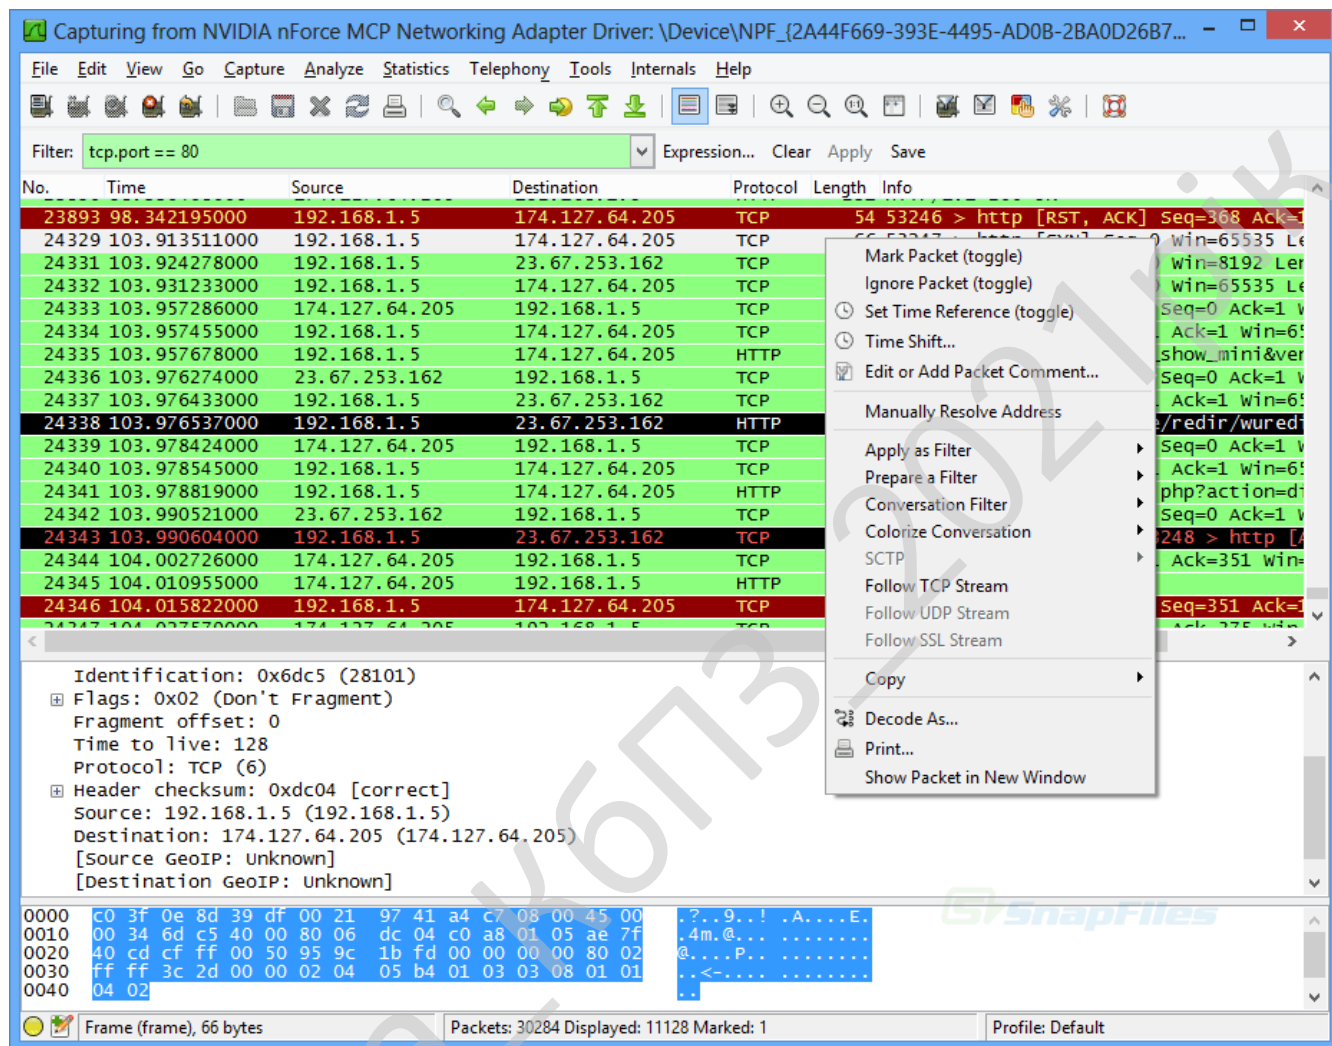 Capturing from NVIDIA nForce MCP Networking Adapter Driver: \Device\NPF_{2A44F669-393E-4495-AD0B-2BA0D26B7...
File Edit View Go Capture Analyze Statistics Telephony Tools Internals Help
Filter: tcp.port == 80 Expression... Clear Apply Save
No. Time Source Destination Protocol Length Info
23893 98.342195000 192.168.1.5 174.127.64.205 TCP 54 53246 > http [RST, ACK] Seq=368 Ack=1
24329 103.913511000 192.168.1.5 174.127.64.205 TCP 66 53247 > http [SYN] Seq=0 Win=65535 Le
24331 103.924278000 192.168.1.5 23.67.253.162 TCP Win=8192 Ler
24332 103.931233000 192.168.1.5 174.127.64.205 TCP Win=65535 Le
24333 103.957286000 174.127.64.205 192.168.1.5 TCP Seq=0 Ack=1 W
24334 103.957455000 192.168.1.5 174.127.64.205 TCP Ack=1 Win=65
24335 103.957678000 192.168.1.5 174.127.64.205 HTTP _show_mini&ver
24336 103.976274000 23.67.253.162 192.168.1.5 TCP Seq=0 Ack=1 W
24337 103.976433000 192.168.1.5 23.67.253.162 TCP Ack=1 Win=65
24338 103.976537000 192.168.1.5 23.67.253.162 HTTP e/redir/wuredi
24339 103.978424000 174.127.64.205 192.168.1.5 TCP Seq=0 Ack=1 W
24340 103.978545000 192.168.1.5 174.127.64.205 TCP Ack=1 Win=65
24341 103.978819000 192.168.1.5 174.127.64.205 HTTP php?action=di
24342 103.990521000 23.67.253.162 192.168.1.5 TCP Seq=0 Ack=1 W
24343 103.990604000 192.168.1.5 23.67.253.162 TCP 3248 > http [A
24344 104.002726000 174.127.64.205 192.168.1.5 TCP Ack=351 Win=
24345 104.010955000 174.127.64.205 192.168.1.5 HTTP
24346 104.015822000 192.168.1.5 174.127.64.205 TCP Seq=351 Ack=1
Mark Packet (toggle)
Ignore Packet (toggle)
Set Time Reference (toggle)
Time Shift...
Edit or Add Packet Comment...
Manually Resolve Address
Apply as Filter
Prepare a Filter
Conversation Filter
Colorize Conversation
SCTP
Follow TCP Stream
Follow UDP Stream
Follow SSL Stream
Copy
Decode As...
Print...
Show Packet in New Window
Identification: 0x6dc5 (28101)
Flags: 0x02 (Don't Fragment)
Fragment offset: 0
Time to live: 128
Protocol: TCP (6)
Header checksum: 0xdc04 [correct]
Source: 192.168.1.5 (192.168.1.5)
Destination: 174.127.64.205 (174.127.64.205)
[Source GeoIP: Unknown]
[Destination GeoIP: Unknown]
0000 c0 3f 0e 8d 39 df 00 21 97 41 a4 c7 08 00 45 00 .?..9..! .A....E.
0010 00 34 6d c5 40 00 80 06 dc 04 c0 a8 01 05 ae 7f .4m.@... ........
0020 40 cd cf ff 00 50 95 9c 1b fd 00 00 00 00 80 02 @....P.. ........
0030 ff ff 3c 2d 00 00 02 04 05 b4 01 03 03 08 01 01 ..<-.... ........
0040 04 02 ..
SnapFiles
Frame (frame), 66 bytes Packets: 30284 Displayed: 11128 Marked: 1 Profile: Default